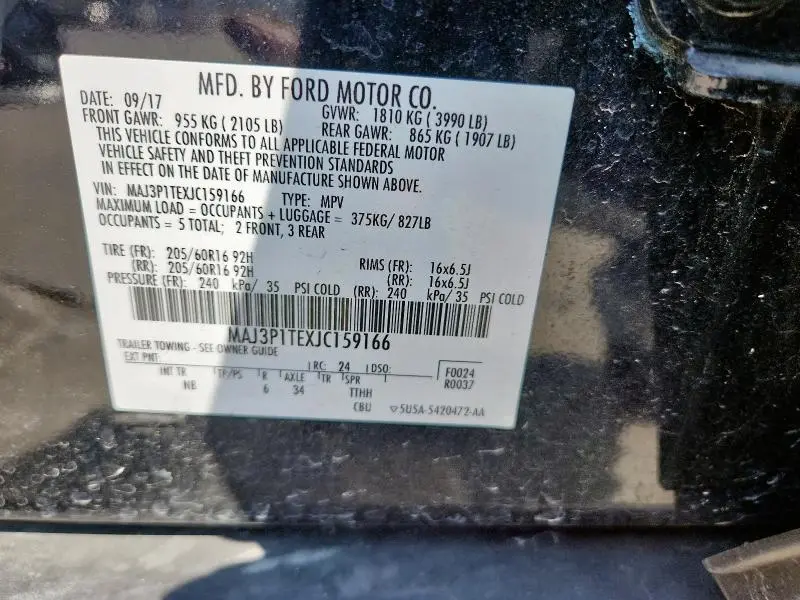 MFD. BY FORD MOTOR CO.
DATE: 09/17 GVWR: 1810 KG ( 3990 LB)
FRONT GAWR: 955 KG ( 2105 LB) REAR GAWR: 865 KG ( 1907 LB)
THIS VEHICLE CONFORMS TO ALL APPLICABLE FEDERAL MOTOR
VEHICLE SAFETY AND THEFT PREVENTION STANDARDS
IN EFFECT ON THE DATE OF MANUFACTURE SHOWN ABOVE.
VIN: MAJ3P1TEXJC159166 TYPE: MPV
MAXIMUM LOAD = OCCUPANTS + LUGGAGE = 375KG/ 827LB
OCCUPANTS = 5 TOTAL; 2 FRONT, 3 REAR
TIRE (FR): 205/60R16 92H RIMS (FR): 16x6.5J
(RR): 205/60R16 92H (RR): 16x6.5J
PRESSURE (FR): 240 kPa/ 35 PSI COLD (RR): 240 kPa/ 35 PSI COLD
MAJ3P1TEXJC159166
TRAILER TOWING - SEE OWNER GUIDE
EXT PNT: RC: 24 DSO: F0024
R0037
INT TR TP/PS R AXLE TR SPR
NB 6 34 TTHH
CBU 5U5A-5420472-AA